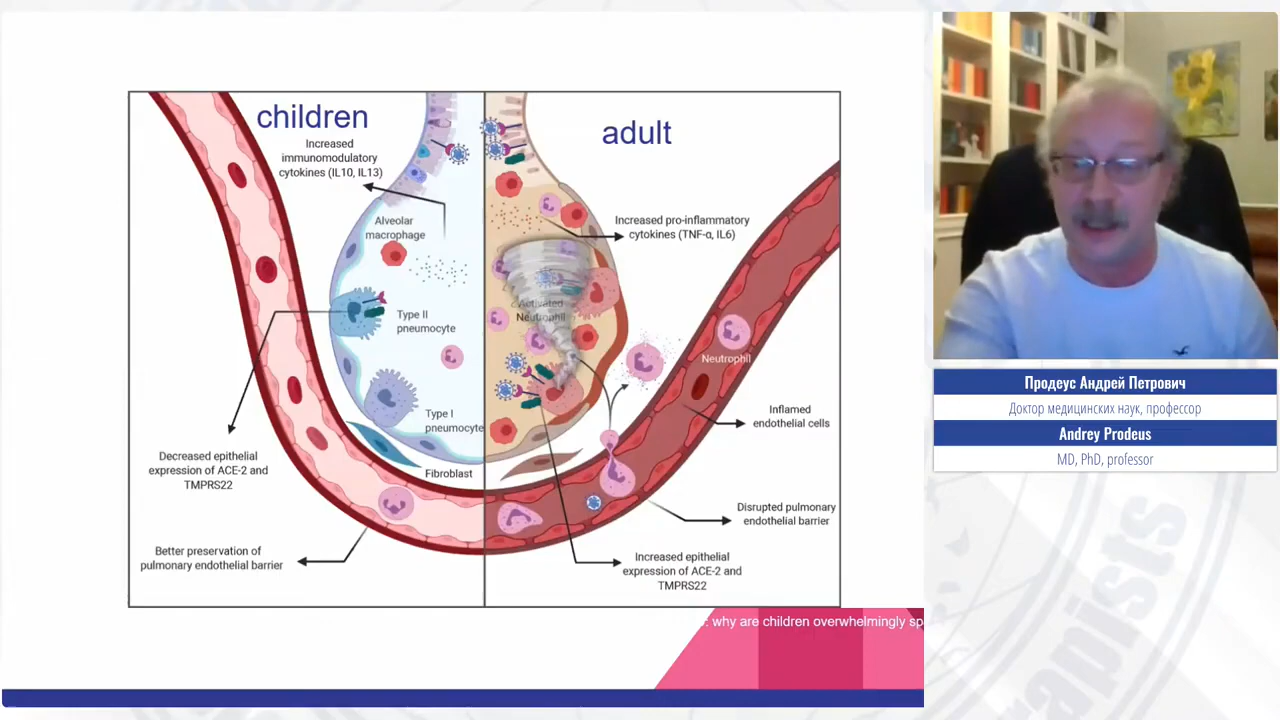 children
Increased
immunomodulatory
cytokines (IL10, IL13)
Alveolar
macrophage
Type II
pneumocyte
Type I
pneumocyte
Fibroblast
Decreased epithelial
expression of ACE-2 and
TMPRS22
Better preservation of
pulmonary endothelial barrier
adult
Increased pro-inflammatory
cytokines (TNF-α, IL6)
Activated
Neutrophil
Neutrophil
Inflamed
endothelial cells
Disrupted pulmonary
endothelial barrier
Increased epithelial
expression of ACE-2 and
TMPRS22
: why are children overwhelmingly sp
Продеус Андрей Петрович
Доктор медицинских наук, профессор
Andrey Prodeus
MD, PhD, professor
rapists